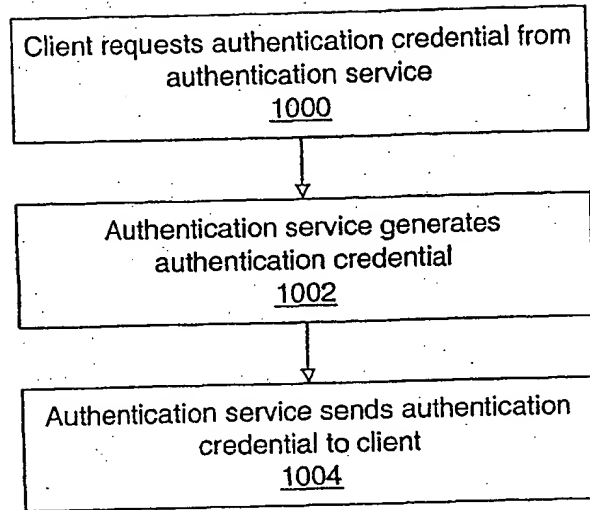 Client requests authentication credential from
authentication service
1000
Authentication service generates
authentication credential
1002
Authentication service sends authentication
credential to client
1004